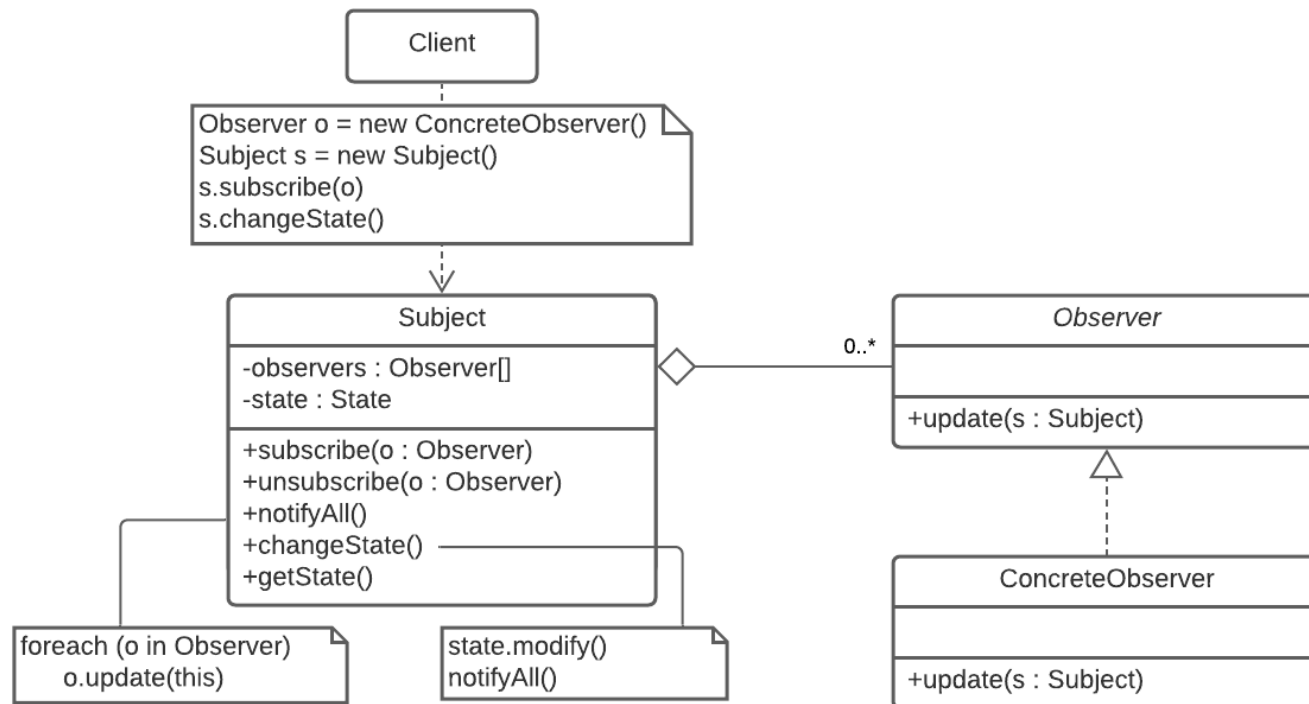 Client
Observer o = new ConcreteObserver()
Subject s = new Subject()
s.subscribe(o)
s.changeState()
Subject
-observers : Observer[]
-state : State
+subscribe(o : Observer)
+unsubscribe(o : Observer)
+notifyAll()
+changeState()
+getState()
0..*
Observer
+update(s : Subject)
ConcreteObserver
+update(s : Subject)
foreach (o in Observer)
o.update(this)
state.modify()
notifyAll()